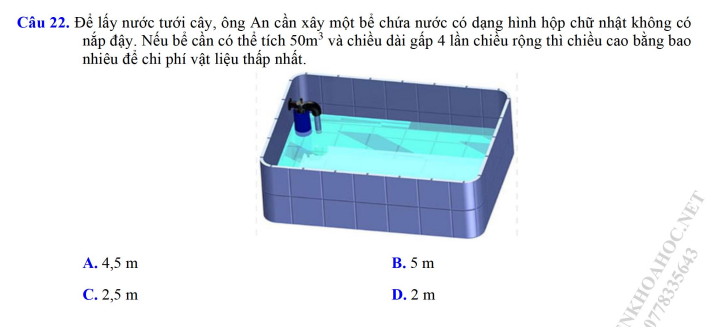 Câu 22. Để lấy nước tưới cây, ông An cần xây một bể chứa nước có dạng hình hộp chữ nhật không có
nắp đậy. Nếu bể cần có thể tích 50m³ và chiều dài gấp 4 lần chiều rộng thì chiều cao bằng bao
nhiêu để chi phí vật liệu thấp nhất.
A. 4,5 m
B. 5 m
C. 2,5 m
D. 2 m
NKHOAHOC.NET
0778335643